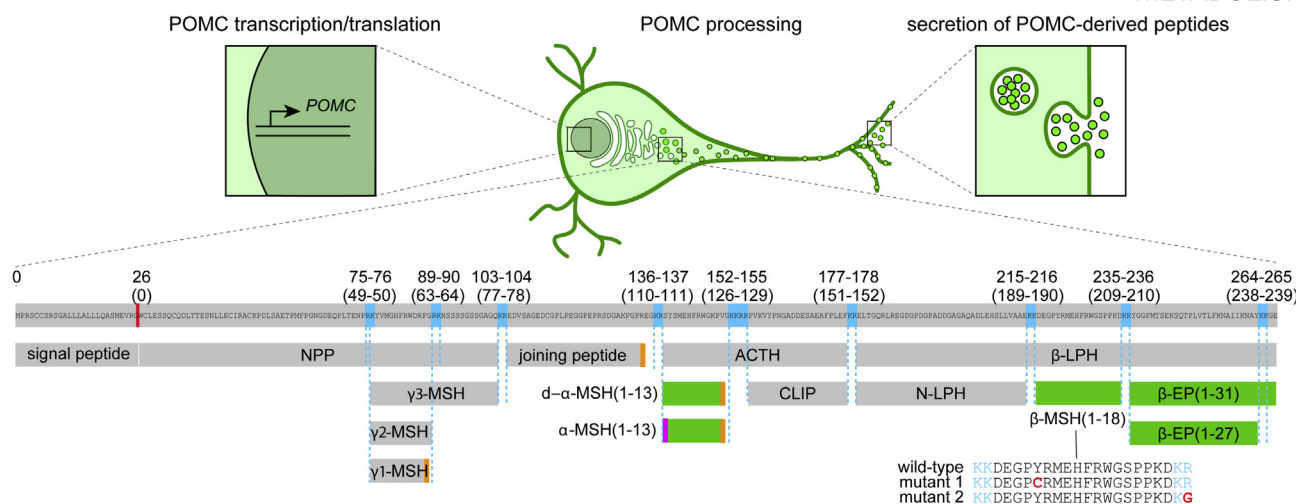 POMC transcription/translation POMC processing secretion of POMC-derived peptides
POMC
0 26 75-76 89-90 103-104 136-137 152-155 177-178 215-216 235-236 264-265
(0) (49-50) (63-64) (77-78) (110-111) (126-129) (151-152) (189-190) (209-210) (238-239)
signal peptide NPP joining peptide ACTH β-LPH
γ3-MSH d–α-MSH(1-13) CLIP N-LPH β-EP(1-31)
β-MSH(1-18)
γ2-MSH α-MSH(1-13) β-EP(1-27)
γ1-MSH
wild-type KKDEGPYRMEHFRWGSPPKDKR
mutant 1 KKDEGPCRMEHFRWGSPPKDKR
mutant 2 KKDEGPYRMEHFRWGSPPKDKG